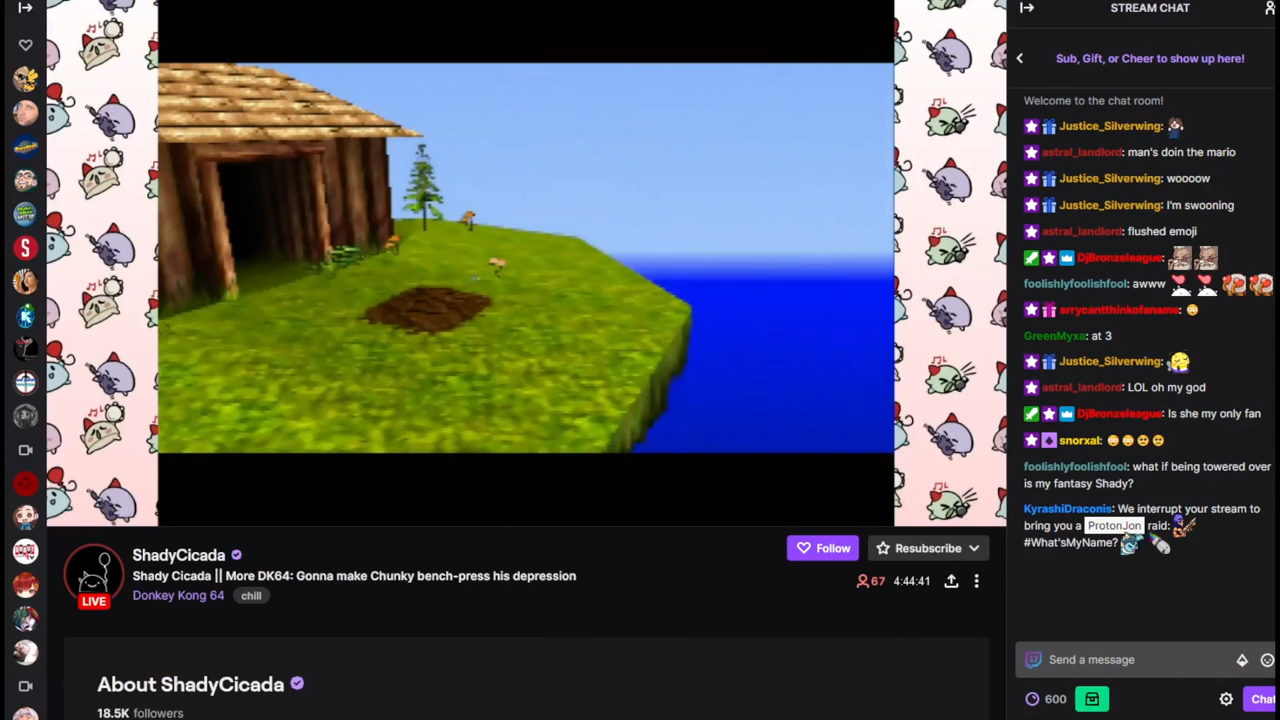 STREAM CHAT
Sub, Gift, or Cheer to show up here!
Welcome to the chat room!
Justice_Silverwing:
astral_landlord: man's doin the mario
Justice_Silverwing: woooow
Justice_Silverwing: I'm swooning
astral_landlord: flushed emoji
DjBronzeleague:
foolishlyfoolishfool: awww
arrycantthinkofaname:
GreenMyxa: at 3
Justice_Silverwing:
astral_landlord: LOL oh my god
DjBronzeleague: Is she my only fan
snorxal:
foolishlyfoolishfool: what if being towered over
is my fantasy Shady?
KyrashiDraconis: We interrupt your stream to
bring you a ProtonJon raid:
#What'sMyName?
Send a message
600
Chat
ShadyCicada
Follow
Resubscribe
Shady Cicada || More DK64: Gonna make Chunky bench-press his depression
Donkey Kong 64
chill
67
4:44:41
LIVE
About ShadyCicada
18.5K followers